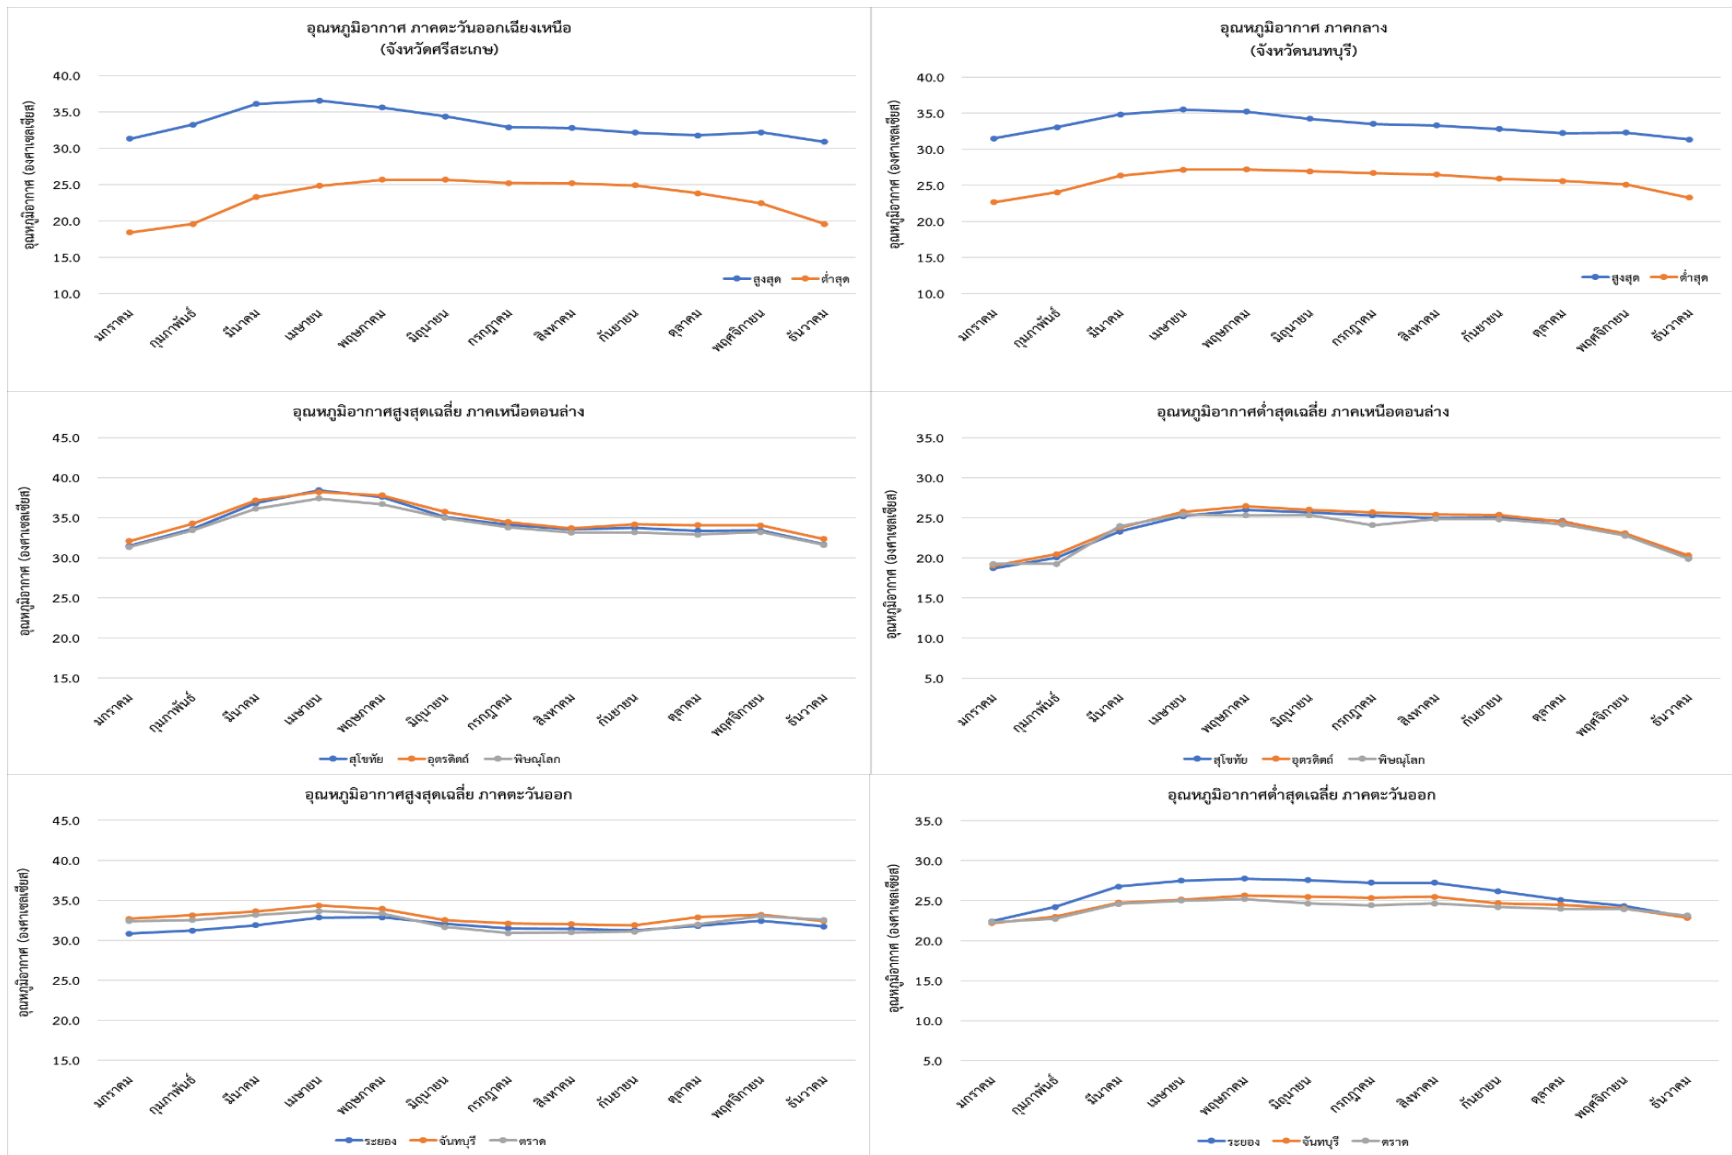 อุณหภูมิอากาศ ภาคตะวันออกเฉียงเหนือ
(จังหวัดศรีสะเกษ)
อุณหภูมิอากาศ (องศาเซลเซียส)
40.0
35.0
30.0
25.0
20.0
15.0
10.0
มกราคม กุมภาพันธ์ มีนาคม เมษายน พฤษภาคม มิถุนายน กรกฎาคม สิงหาคม กันยายน ตุลาคม พฤศจิกายน ธันวาคม
สูงสุด ต่ำสุด
อุณหภูมิอากาศ ภาคกลาง
(จังหวัดนนทบุรี)
อุณหภูมิอากาศ (องศาเซลเซียส)
40.0
35.0
30.0
25.0
20.0
15.0
10.0
มกราคม กุมภาพันธ์ มีนาคม เมษายน พฤษภาคม มิถุนายน กรกฎาคม สิงหาคม กันยายน ตุลาคม พฤศจิกายน ธันวาคม
สูงสุด ต่ำสุด
อุณหภูมิอากาศสูงสุดเฉลี่ย ภาคเหนือตอนล่าง
อุณหภูมิอากาศ (องศาเซลเซียส)
45.0
40.0
35.0
30.0
25.0
20.0
15.0
มกราคม กุมภาพันธ์ มีนาคม เมษายน พฤษภาคม มิถุนายน กรกฎาคม สิงหาคม กันยายน ตุลาคม พฤศจิกายน ธันวาคม
สุโขทัย อุตรดิตถ์ พิษณุโลก
อุณหภูมิอากาศต่ำสุดเฉลี่ย ภาคเหนือตอนล่าง
อุณหภูมิอากาศ (องศาเซลเซียส)
35.0
30.0
25.0
20.0
15.0
10.0
5.0
มกราคม กุมภาพันธ์ มีนาคม เมษายน พฤษภาคม มิถุนายน กรกฎาคม สิงหาคม กันยายน ตุลาคม พฤศจิกายน ธันวาคม
สุโขทัย อุตรดิตถ์ พิษณุโลก
อุณหภูมิอากาศสูงสุดเฉลี่ย ภาคตะวันออก
อุณหภูมิอากาศ (องศาเซลเซียส)
45.0
40.0
35.0
30.0
25.0
20.0
15.0
มกราคม กุมภาพันธ์ มีนาคม เมษายน พฤษภาคม มิถุนายน กรกฎาคม สิงหาคม กันยายน ตุลาคม พฤศจิกายน ธันวาคม
ระยอง จันทบุรี ตราด
อุณหภูมิอากาศต่ำสุดเฉลี่ย ภาคตะวันออก
อุณหภูมิอากาศ (องศาเซลเซียส)
35.0
30.0
25.0
20.0
15.0
10.0
5.0
มกราคม กุมภาพันธ์ มีนาคม เมษายน พฤษภาคม มิถุนายน กรกฎาคม สิงหาคม กันยายน ตุลาคม พฤศจิกายน ธันวาคม
ระยอง จันทบุรี ตราด